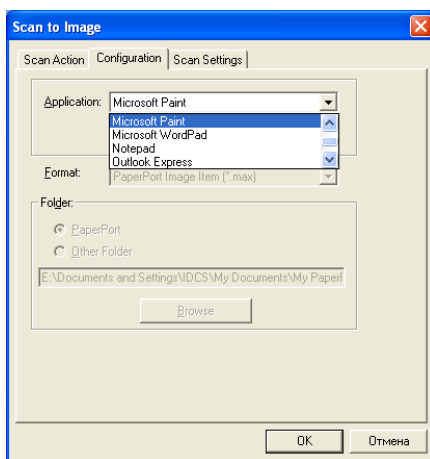 Scan to Image
Scan Action Configuration Scan Settings
Application: Microsoft Paint
Microsoft Paint
Microsoft WordPad
Notepad
Outlook Express
Format: PaperPort Image Item (*.max)
Folder:
PaperPort
Other Folder
E:\Documents and Settings\IDCS\My Documents\My PaperF
Browse
OK Отмена